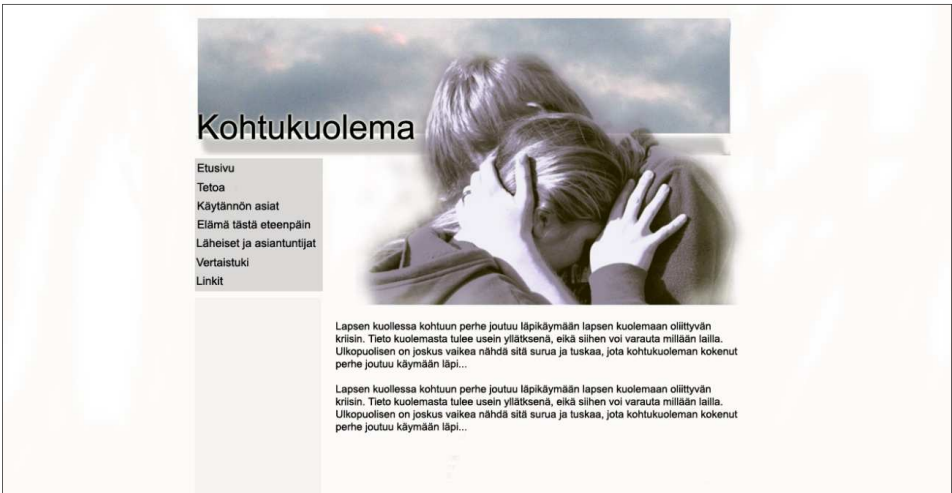 Kohtukuolema
Etusivu
Tetoa
Käytännön asiat
Elämä tästä eteenpäin
Läheiset ja asiantuntijat
Vertaistuki
Linkit
Lapsen kuollessa kohtuun perhe joutuu läpikäymään lapsen kuolemaan oliittyvän
kriisin. Tieto kuolemasta tulee usein yllätksenä, eikä siihen voi varauta millään lailla.
Ulkopuolisen on joskus vaikea nähdä sitä surua ja tuskaa, jota kohtukuoleman kokenut
perhe joutuu käymään läpi...
Lapsen kuollessa kohtuun perhe joutuu läpikäymään lapsen kuolemaan oliittyvän
kriisin. Tieto kuolemasta tulee usein yllätksenä, eikä siihen voi varauta millään lailla.
Ulkopuolisen on joskus vaikea nähdä sitä surua ja tuskaa, jota kohtukuoleman kokenut
perhe joutuu käymään läpi...